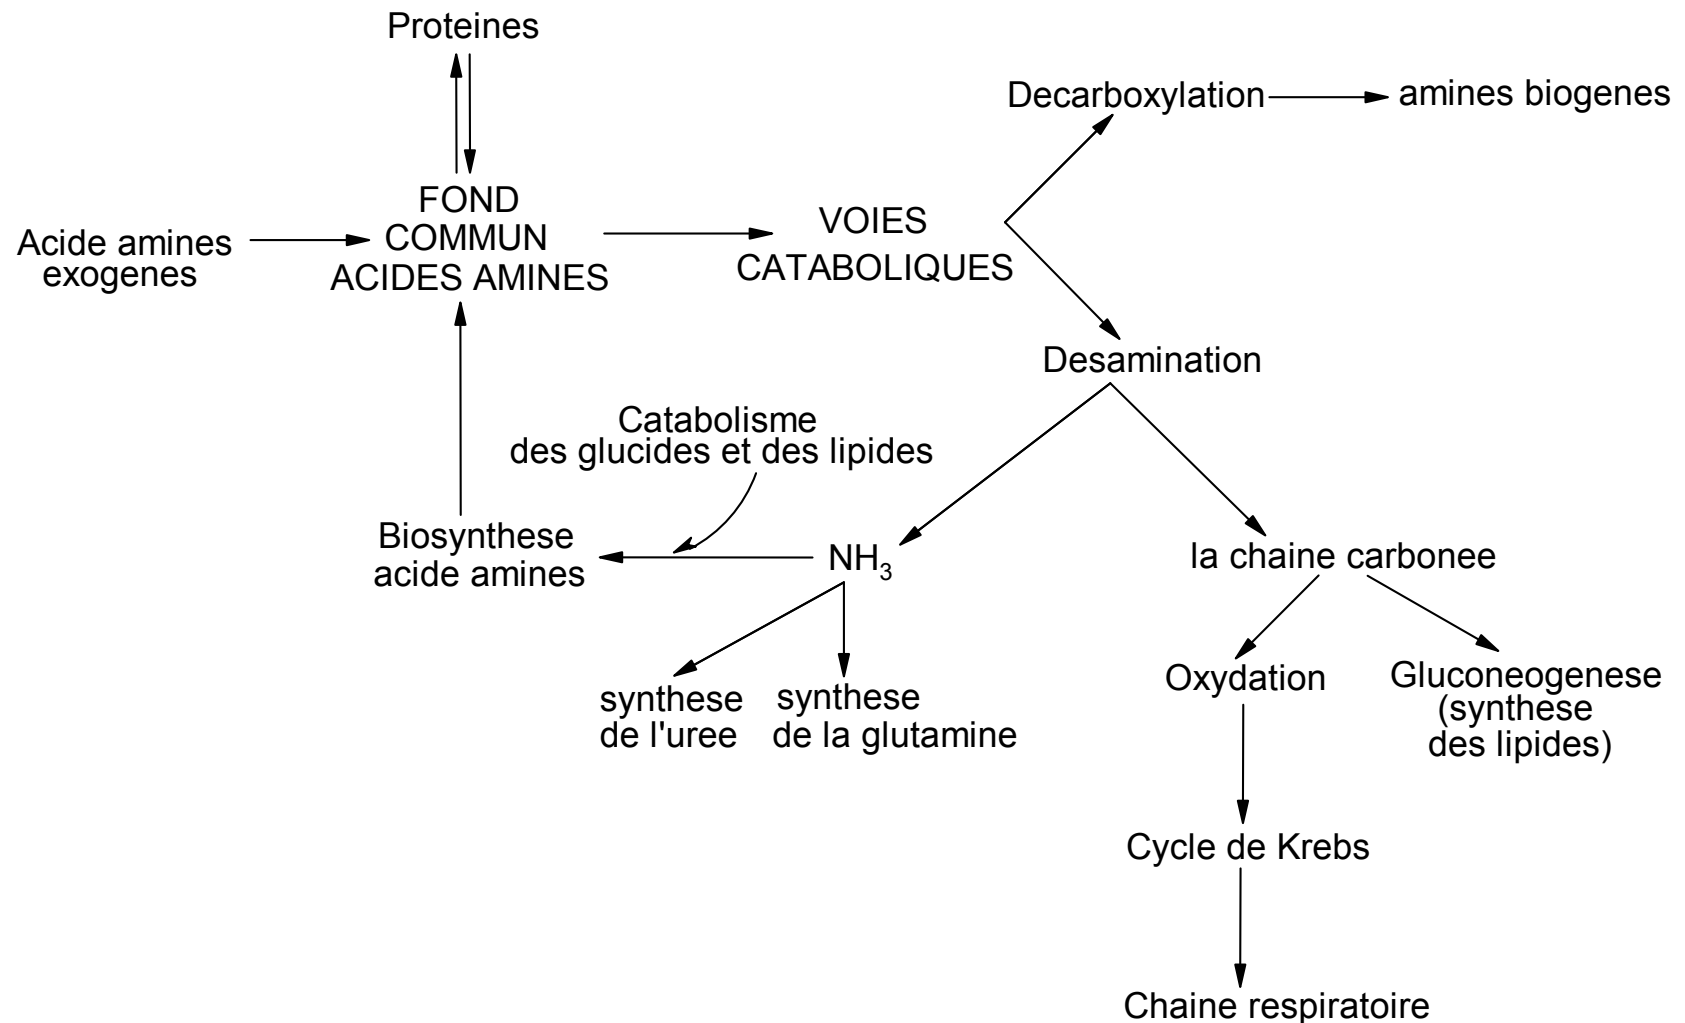 Proteines
Decarboxylation
amines biogenes
FOND
COMMUN
ACIDES AMINES
Acide amines
exogenes
VOIES
CATABOLIQUES
Desamination
Catabolisme
des glucides et des lipides
Biosynthese
acide amines
NH₃
la chaine carbonee
synthese
de l'uree
synthese
de la glutamine
Oxydation
Gluconeogenese
(synthese
des lipides)
Cycle de Krebs
Chaine respiratoire